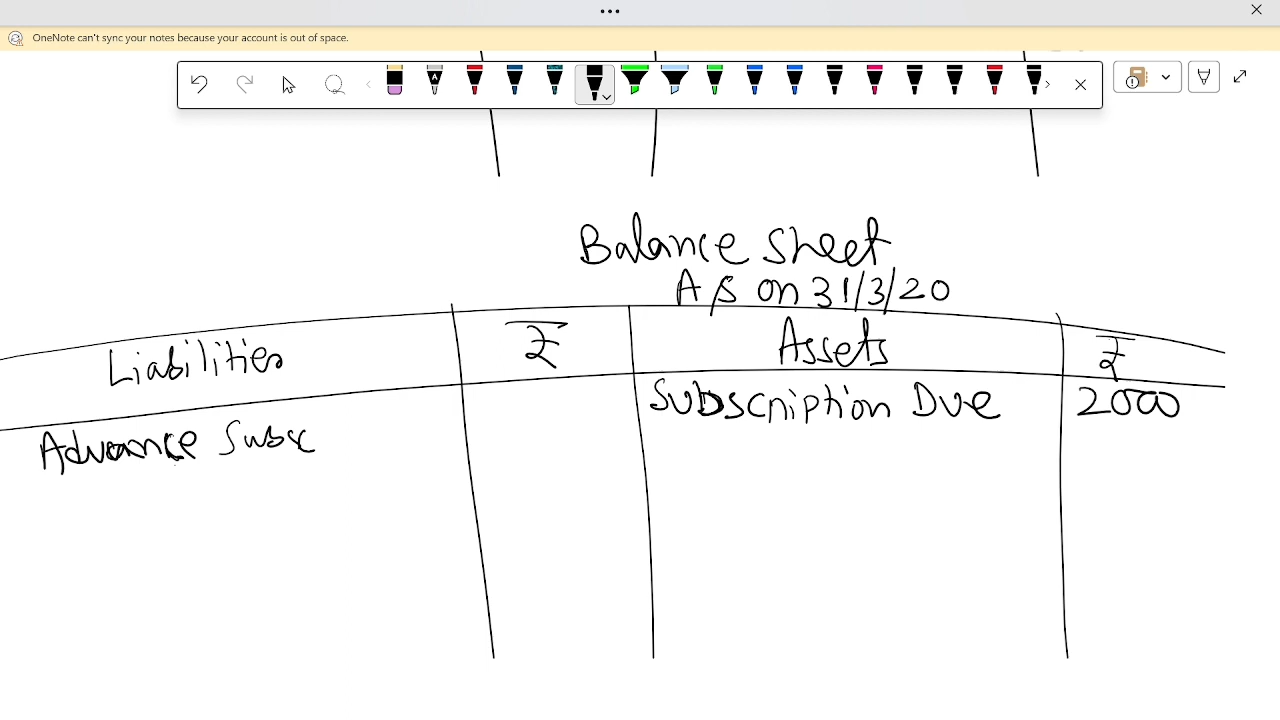 OneNote can't sync your notes because your account is out of space.
Balance Sheet
As on 31/3/20
Liabilities ₹ Assets ₹
Subscription Due 2000
Advance Subsc